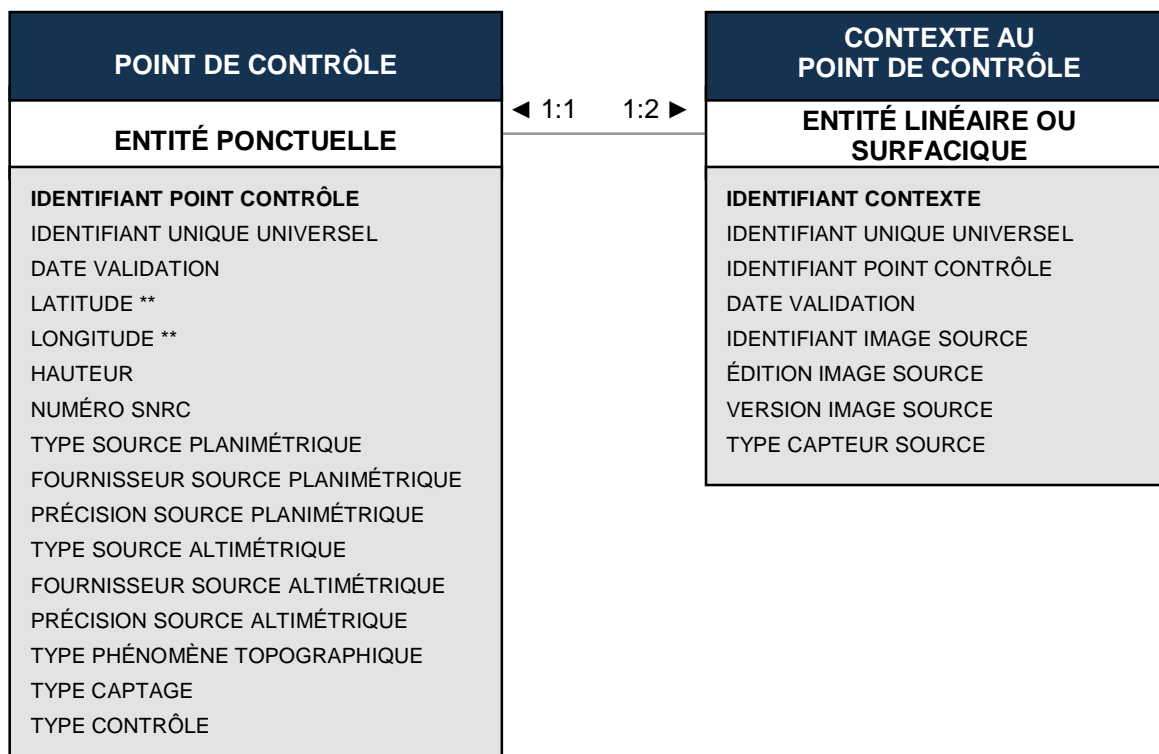 POINT DE CONTRÔLE
ENTITÉ PONCTUELLE
IDENTIFIANT POINT CONTRÔLE
IDENTIFIANT UNIQUE UNIVERSEL
DATE VALIDATION
LATITUDE **
LONGITUDE **
HAUTEUR
NUMÉRO SNRC
TYPE SOURCE PLANIMÉTRIQUE
FOURNISSEUR SOURCE PLANIMÉTRIQUE
PRÉCISION SOURCE PLANIMÉTRIQUE
TYPE SOURCE ALTIMÉTRIQUE
FOURNISSEUR SOURCE ALTIMÉTRIQUE
PRÉCISION SOURCE ALTIMÉTRIQUE
TYPE PHÉNOMÈNE TOPOGRAPHIQUE
TYPE CAPTAGE
TYPE CONTRÔLE
◄ 1:1 1:2 ►
CONTEXTE AU
POINT DE CONTRÔLE
ENTITÉ LINÉAIRE OU
SURFACIQUE
IDENTIFIANT CONTEXTE
IDENTIFIANT UNIQUE UNIVERSEL
IDENTIFIANT POINT CONTRÔLE
DATE VALIDATION
IDENTIFIANT IMAGE SOURCE
ÉDITION IMAGE SOURCE
VERSION IMAGE SOURCE
TYPE CAPTEUR SOURCE